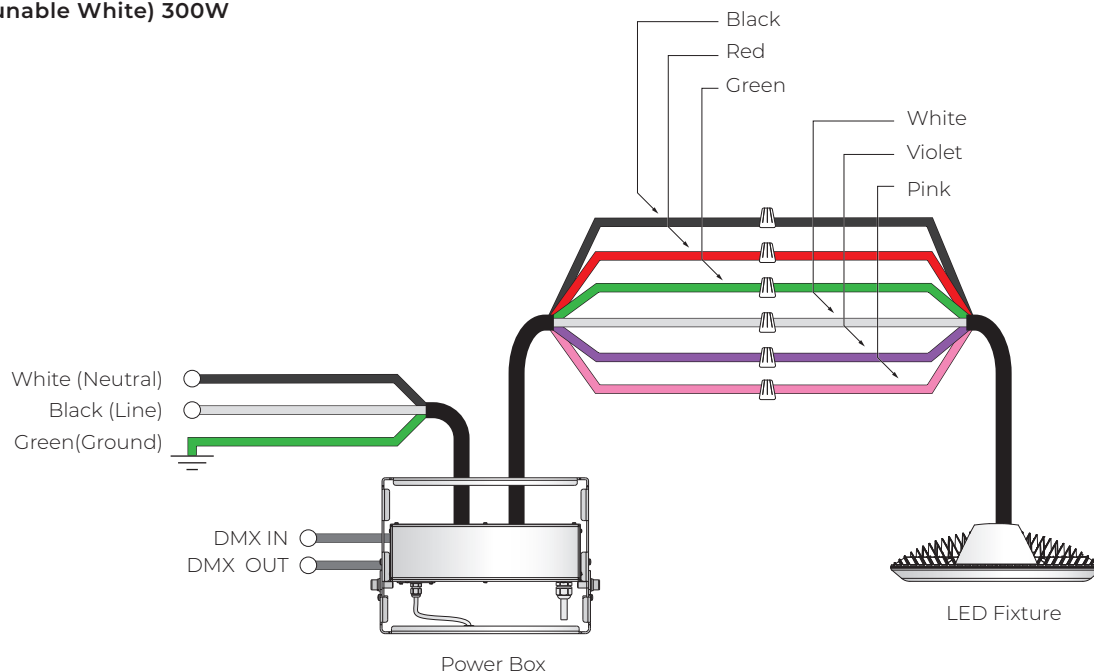 unable White) 300W
Black
Red
Green
White
Violet
Pink
White (Neutral)
Black (Line)
Green(Ground)
DMX IN
DMX OUT
LED Fixture
Power Box